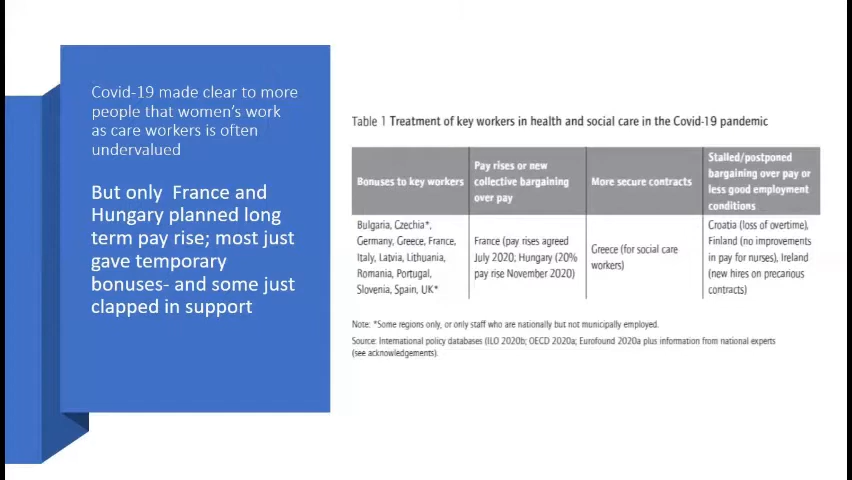 Covid-19 made clear to more
people that women's work
as care workers is often
undervalued
But only France and
Hungary planned long
term pay rise; most just
gave temporary
bonuses- and some just
clapped in support
Table 1 Treatment of key workers in health and social care in the Covid-19 pandemic
Bonuses to key workers
Pay rises or new
collective bargaining
over pay
More secure contracts
Stalled/postponed
bargaining over pay or
less good employment
conditions
Bulgaria, Czechia*,
Germany, Greece, France,
Italy, Latvia, Lithuania,
Romania, Portugal,
Slovenia, Spain, UK*
France (pay rises agreed
July 2020; Hungary (20%
pay rise November 2020)
Greece (for social care
workers)
Croatia (loss of overtime),
Finland (no improvements
in pay for nurses), Ireland
(new hires on precarious
contracts)
Note: *Some regions only, or only staff who are nationally but not municipally employed.
Source: International policy databases (ILO 2020b; OECD 2020a; Eurofound 2020a plus information from national experts
(see acknowledgements).